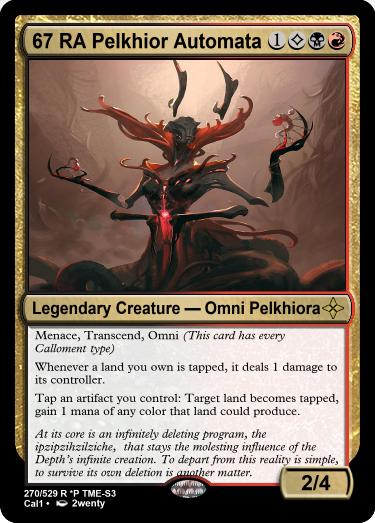 67 RA Pelkhior Automata 1
Legendary Creature — Omni Pelkhiora
Menace, Transcend, Omni (This card has every
Calloment type)
Whenever a land you own is tapped, it deals 1 damage to
its controller.
Tap an artifact you control: Target land becomes tapped,
gain 1 mana of any color that land could produce.
At its core is an infinitely deleting program, the
ipzipzihzilziche, that stays the molesting influence of the
Depth's infinite creation. To depart from this reality is simple,
to survive its own deletion is another matter.
2/4
270/529 R *P TME-S3
Cal1 • 2wenty